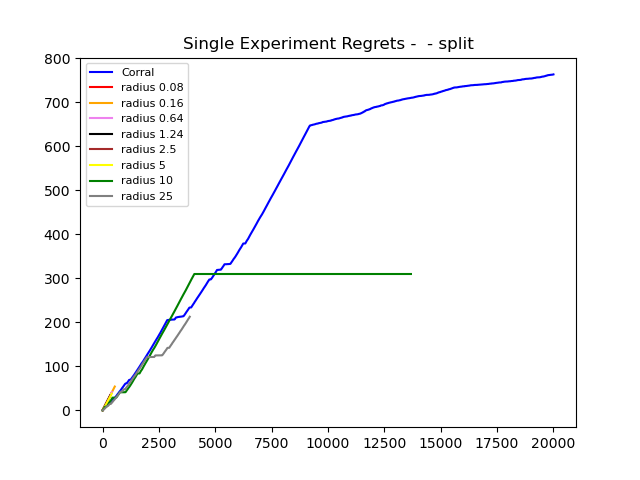 Single Experiment Regrets -  - split
800
700
600
500
400
300
200
100
0
Corral
radius 0.08
radius 0.16
radius 0.64
radius 1.24
radius 2.5
radius 5
radius 10
radius 25
0 2500 5000 7500 10000 12500 15000 17500 20000